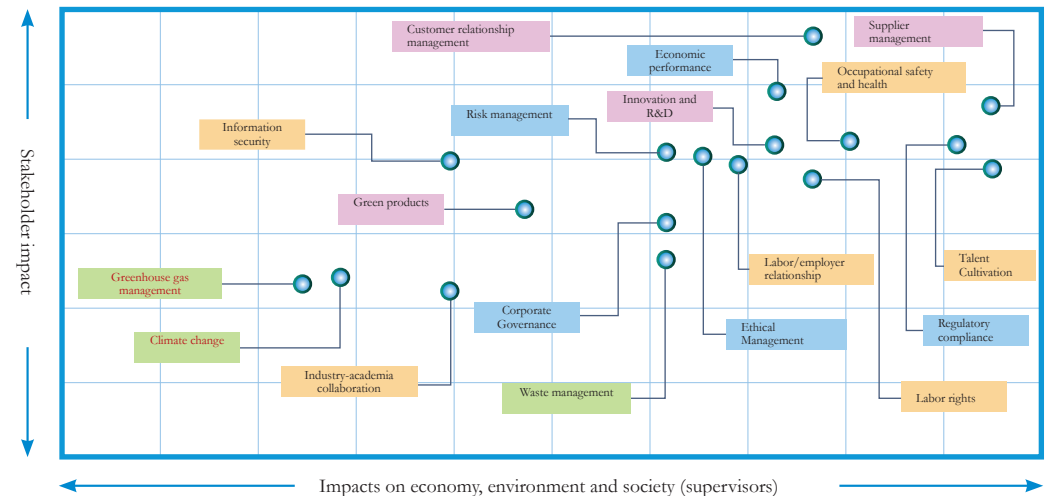 Customer relationship
management
Supplier
management
Economic
performance
Occupational safety
and health
Innovation and
R&D
Risk management
Information
security
Green products
Stakeholder impact
Greenhouse gas
management
Labor/employer
relationship
Talent
Cultivation
Corporate
Governance
Ethical
Management
Regulatory
compliance
Climate change
Industry-academia
collaboration
Waste management
Labor rights
Impacts on economy, environment and society (supervisors)